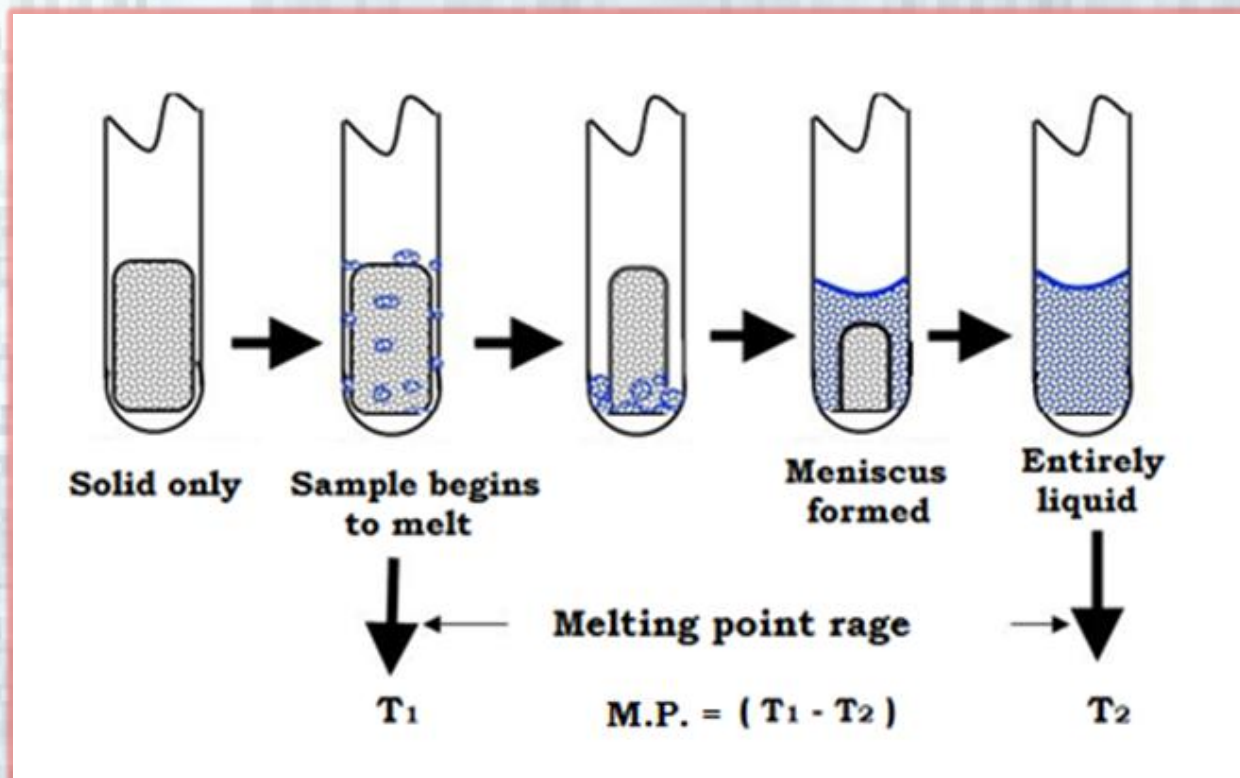 Solid only
Sample begins
to melt
Meniscus
formed
Entirely
liquid
Melting point rage
T1
M.P. = ( T1 - T2 )
T2